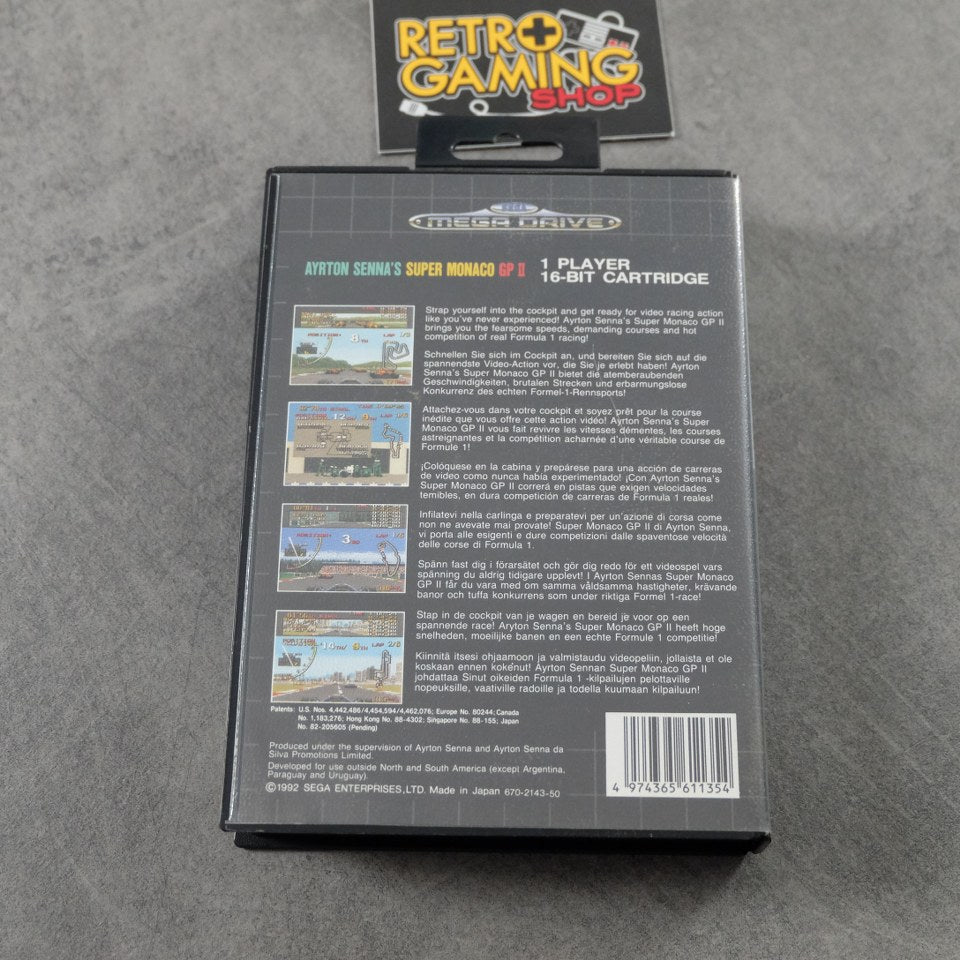 RETRO
GAMING
SHOP
SEGA
MEGA DRIVE
AYRTON SENNA'S SUPER MONACO GP II
1 PLAYER
16-BIT CARTRIDGE
Strap yourself into the cockpit and get ready for video racing action
like you've never experienced! Ayrton Senna's Super Monaco GP II
brings you the fearsome speeds, demanding courses and hot
competition of real Formula 1 racing!
Schnellen Sie sich im Cockpit an, und bereiten Sie sich auf die
spannendste Video-Action vor, die Sie je erlebt haben! Ayrton
Senna's Super Monaco GP II bietet die atemberaubenden
Geschwindigkeiten, brutalen Strecken und erbarmungslose
Konkurrenz des echten Formel-1-Rennsports!
Attachez-vous dans votre cockpit et soyez prêt pour la course
inédite que vous offre cette action vidéo! Ayrton Senna's Super
Monaco GP II vous fait revivre les vitesses démentes, les courses
astreignantes et la compétition acharnée d'une véritable course de
Formule 1!
¡Colóquese en la cabina y prepárese para una acción de carreras
de video como nunca había experimentado! ¡Con Ayrton Senna's
Super Monaco GP II correrá en pistas que exigen velocidades
temibles, en dura competición de carreras de Formula 1 reales!
Infilatevi nella carlinga e preparatevi per un'azione di corsa come
non ne avevate mai provate! Super Monaco GP II di Ayrton Senna,
vi porta alle esigenti e dure competizioni dalle spaventose velocità
delle corse di Formula 1.
Spänn fast dig i förarsätet och gör dig redo för ett videospel vars
spänning du aldrig tidigare upplevt! I Ayrton Sennas Super Monaco
GP II får du vara med om samma våldsamma hastigheter, krävande
banor och tuffa konkurrens som under riktiga Formel 1-race!
Stap in de cockpit van je wagen en bereid je voor op een
spannende race! Aryton Senna's Super Monaco GP II heeft hoge
snelheden, moeilijke banen en een echte Formule 1 competitie!
Kiinnitä itsesi ohjaamoon ja valmistaudu videopeliin, jollaista et ole
koskaan ennen kokenut! Ayrton Sennan Super Monaco GP II
johdattaa Sinut oikeiden Formula 1 -kilpailujen pelottaville
nopeuksille, vaativille radoille ja todella kuumaan kilpailuun!
Patents: U.S. Nos. 4,442,486/4,454,594/4,462,076; Europe No. 80244; Canada
No. 1,183,276; Hong Kong No. 88-4302; Singapore No. 88-155; Japan
No. 82-205605 (Pending)
Produced under the supervision of Ayrton Senna and Ayrton Senna da
Silva Promotions Limited.
Developed for use outside North and South America (except Argentina,
Paraguay and Uruguay).
©1992 SEGA ENTERPRISES,LTD. Made in Japan 670-2143-50
4 974365 611354